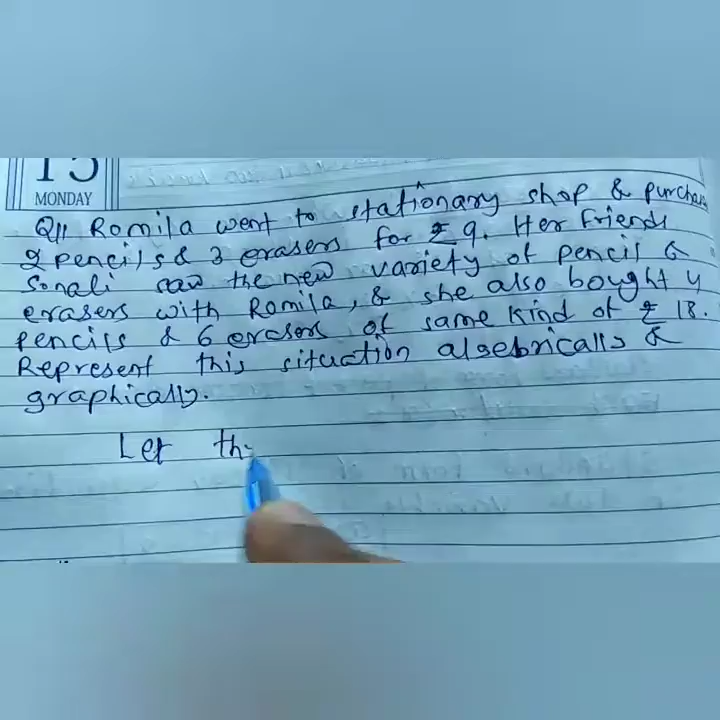 15
MONDAY
Q11 Romila went to stationary shop & purchas
2 pencils & 3 erasers for ₹ 9. Her Friends
Sonali saw the new variety of pencil &
erasers with Romila, & she also bought 4
pencils & 6 erasers of same kind of ₹ 18.
Represent this situation algebrically &
graphically.
Let th